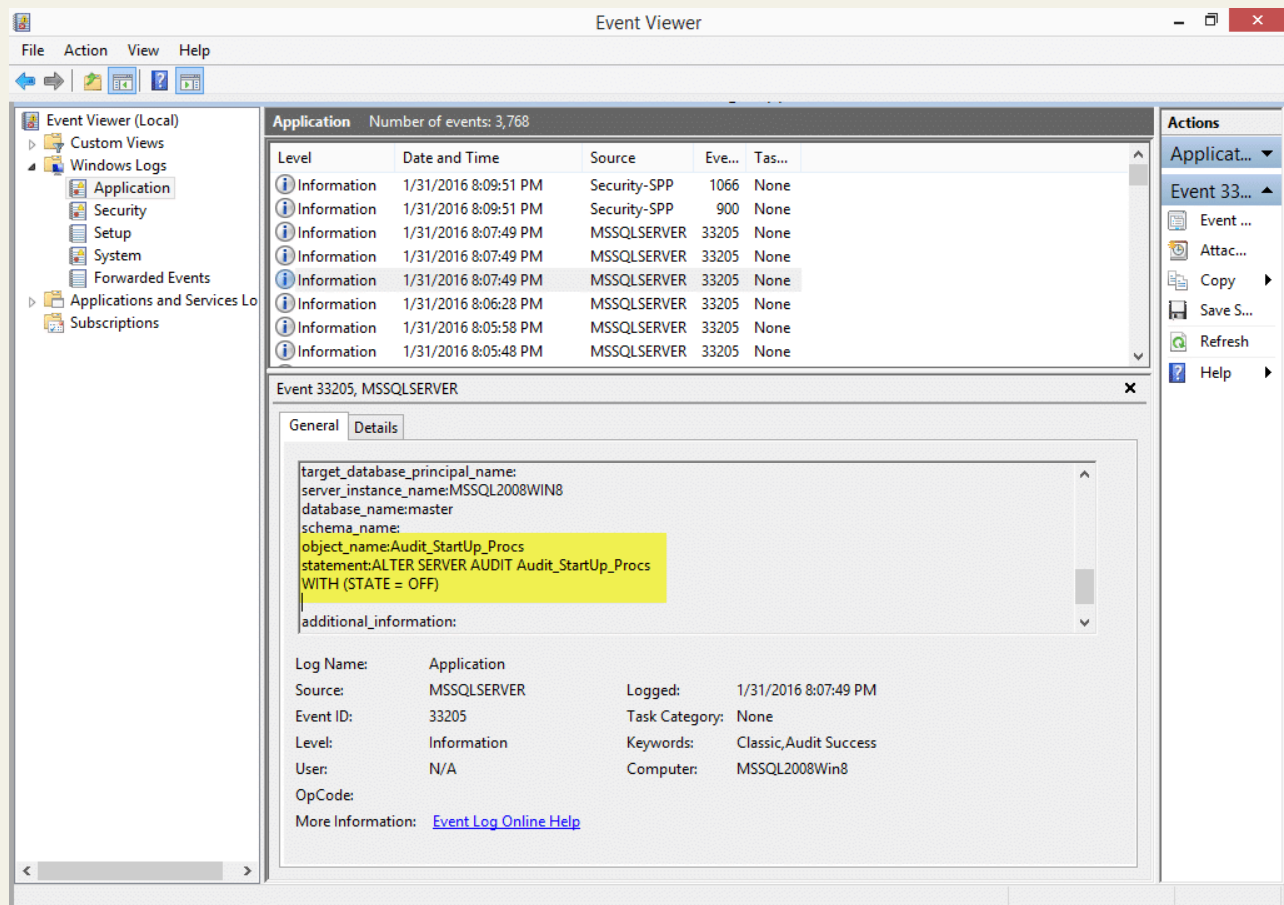 Event Viewer
File Action View Help
Event Viewer (Local)
Custom Views
Windows Logs
Application
Security
Setup
System
Forwarded Events
Applications and Services Lo
Subscriptions
Application Number of events: 3,768
Level Date and Time Source Eve... Tas...
Information 1/31/2016 8:09:51 PM Security-SPP 1066 None
Information 1/31/2016 8:09:51 PM Security-SPP 900 None
Information 1/31/2016 8:07:49 PM MSSQLSERVER 33205 None
Information 1/31/2016 8:07:49 PM MSSQLSERVER 33205 None
Information 1/31/2016 8:07:49 PM MSSQLSERVER 33205 None
Information 1/31/2016 8:06:28 PM MSSQLSERVER 33205 None
Information 1/31/2016 8:05:58 PM MSSQLSERVER 33205 None
Information 1/31/2016 8:05:48 PM MSSQLSERVER 33205 None
Event 33205, MSSQLSERVER
General Details
target_database_principal_name:
server_instance_name:MSSQL2008WIN8
database_name:master
schema_name:
object_name:Audit_StartUp_Procs
statement:ALTER SERVER AUDIT Audit_StartUp_Procs
WITH (STATE = OFF)
additional_information:
Log Name: Application
Source: MSSQLSERVER Logged: 1/31/2016 8:07:49 PM
Event ID: 33205 Task Category: None
Level: Information Keywords: Classic,Audit Success
User: N/A Computer: MSSQL2008Win8
OpCode:
More Information: Event Log Online Help
Actions
Applicat...
Event 33...
Event ...
Attac...
Copy
Save S...
Refresh
Help